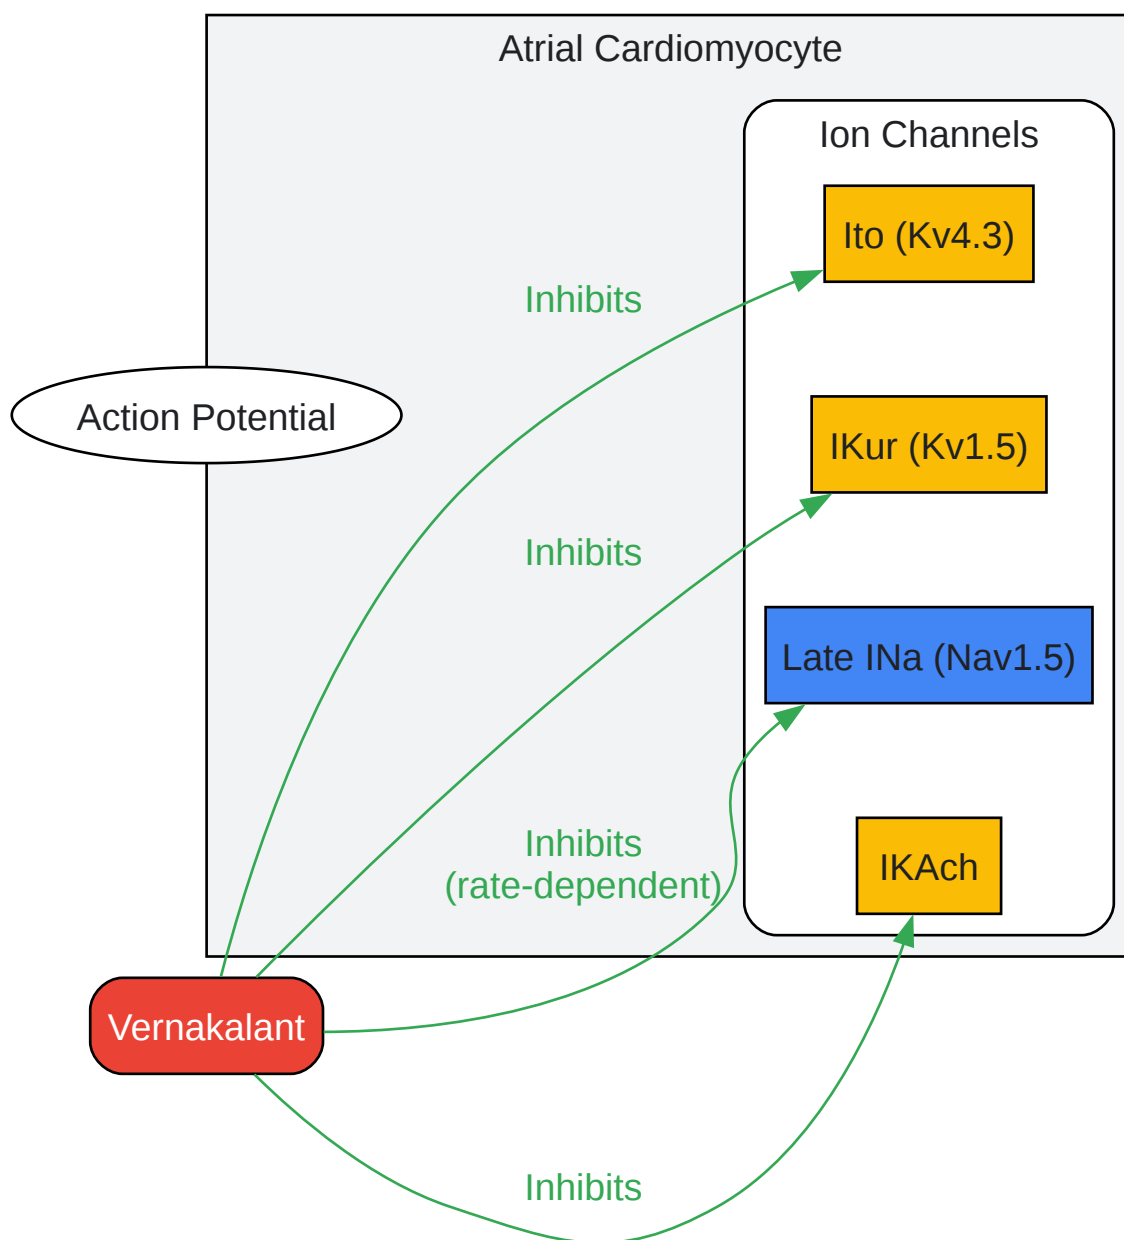 Atrial Cardiomyocyte
Ion Channels
Ito (Kv4.3)
Inhibits
Action Potential
IKur (Kv1.5)
Inhibits
Late INa (Nav1.5)
Inhibits
(rate-dependent)
IKAch
Vernakalant
Inhibits